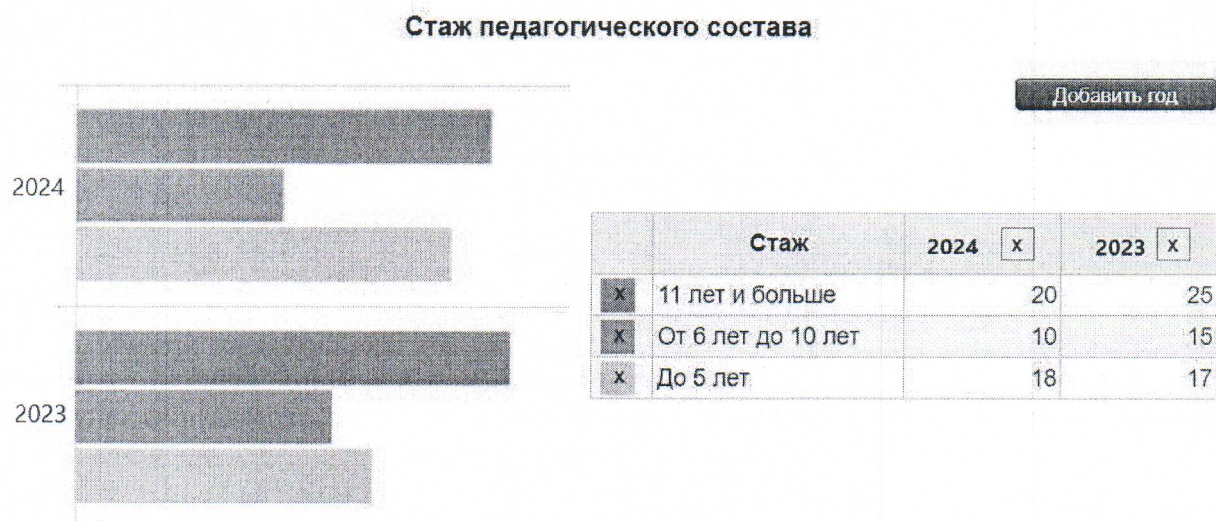 Стаж педагогического состава
Добавить год
2024
2023
Стаж 2024 x 2023 x
x 11 лет и больше 20 25
x От 6 лет до 10 лет 10 15
x До 5 лет 18 17